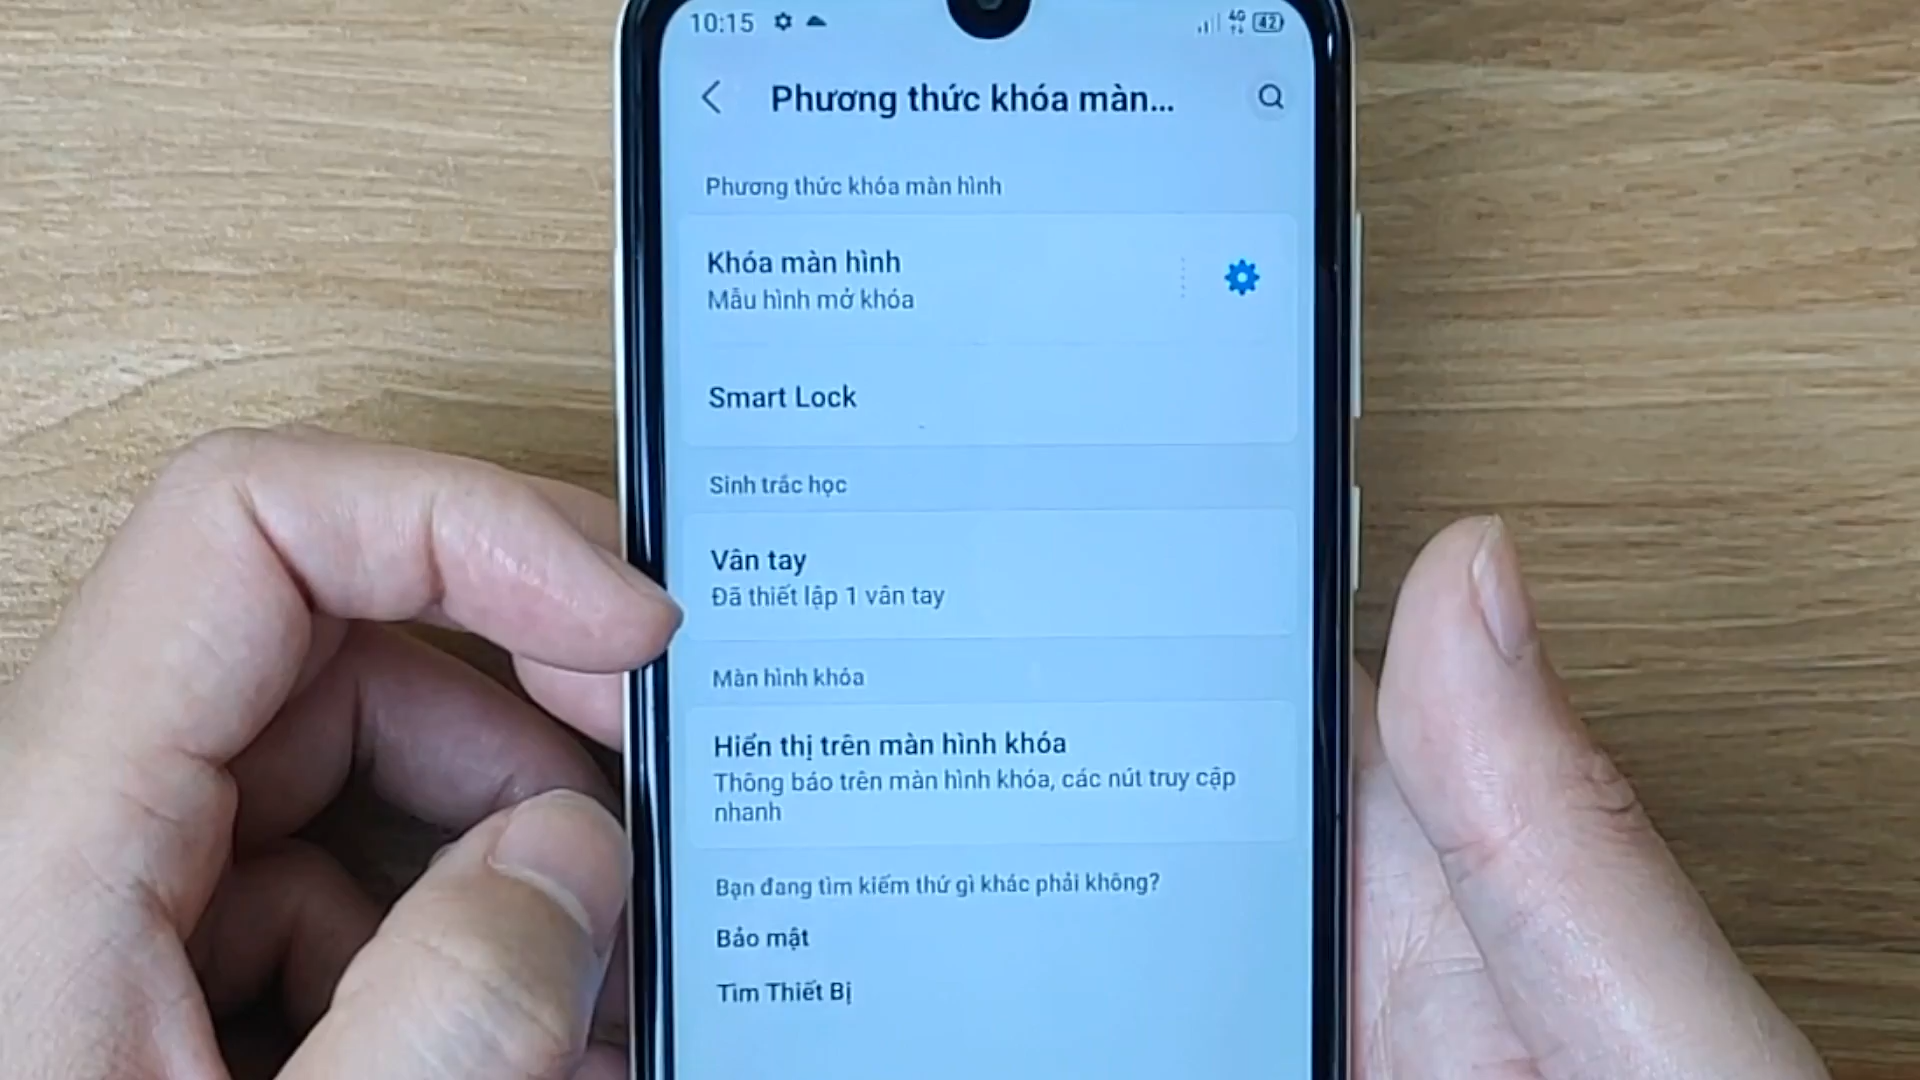 10:15
4G
42
Phương thức khóa màn...
Phương thức khóa màn hình
Khóa màn hình
Mẫu hình mở khóa
Smart Lock
Sinh trắc học
Vân tay
Đã thiết lập 1 vân tay
Màn hình khóa
Hiển thị trên màn hình khóa
Thông báo trên màn hình khóa, các nút truy cập
nhanh
Bạn đang tìm kiếm thứ gì khác phải không?
Bảo mật
Tìm Thiết Bị